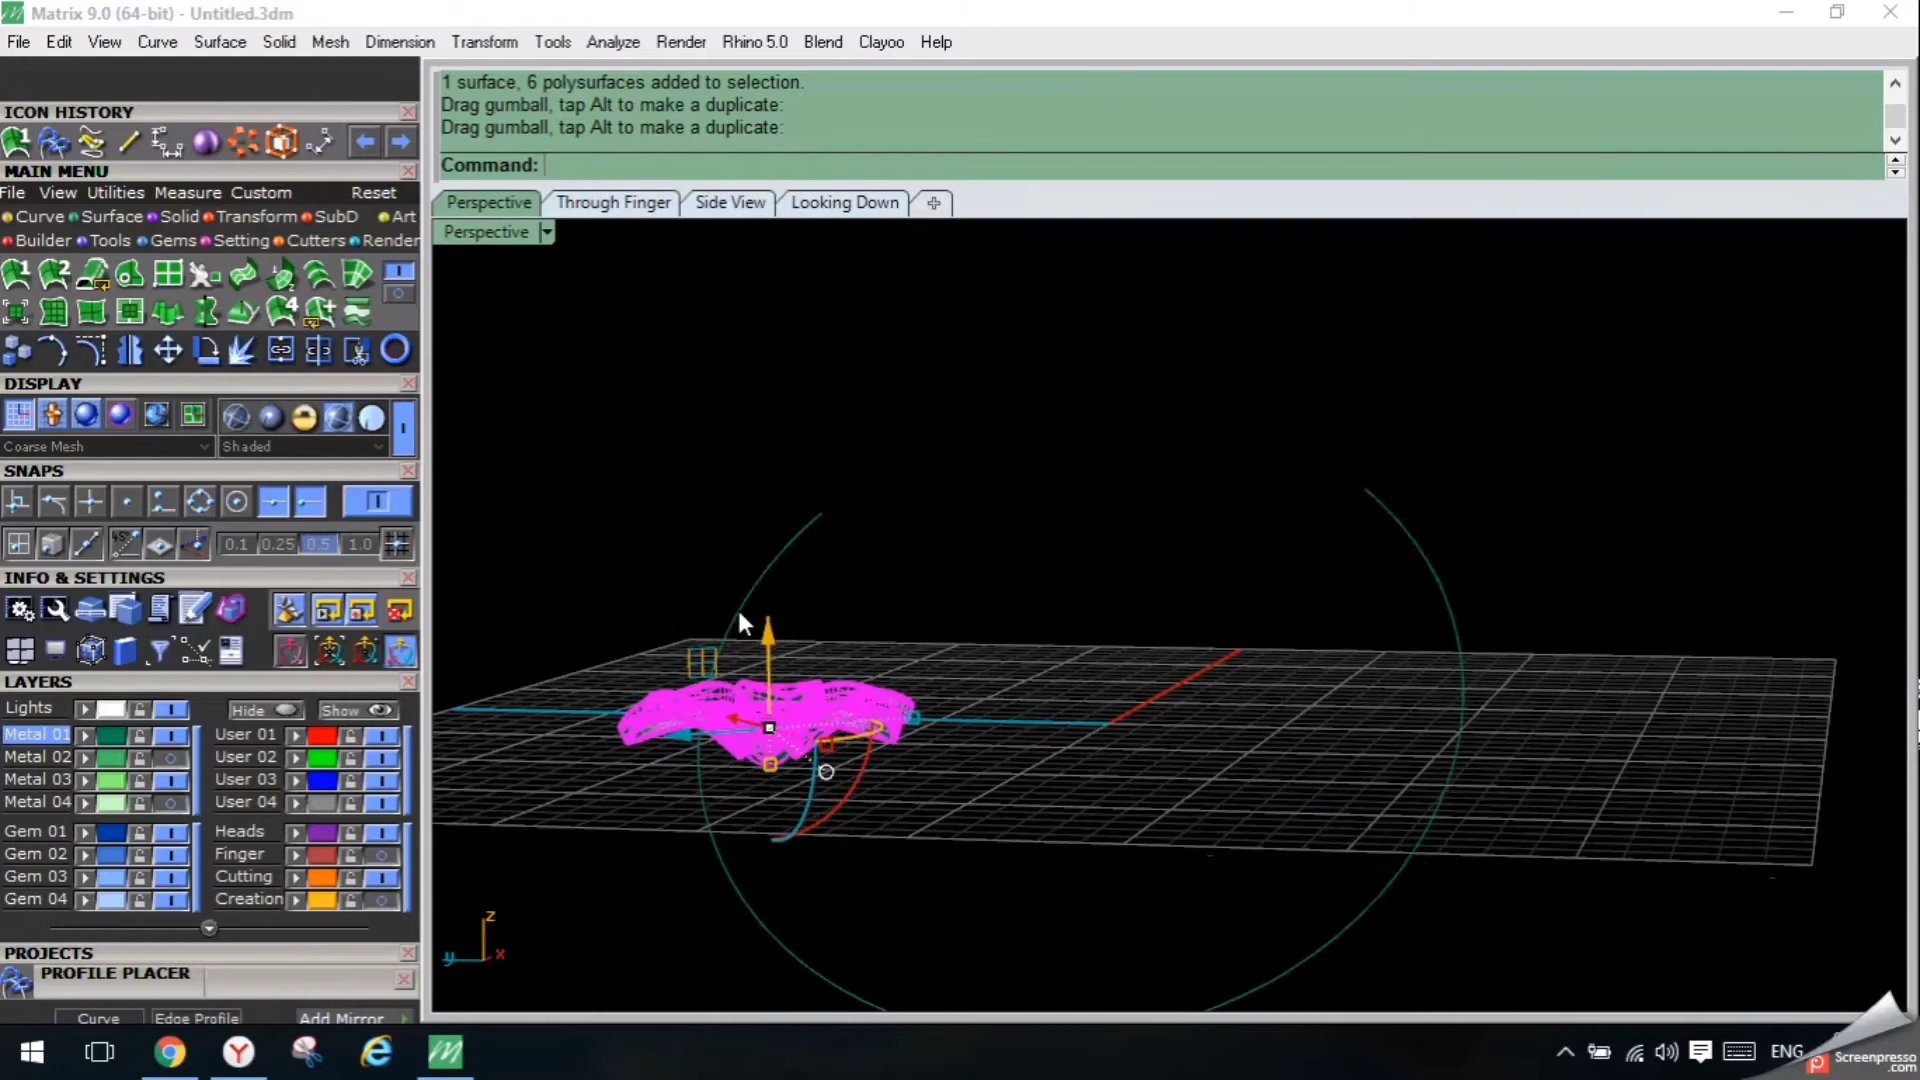 Matrix 9.0 (64-bit) - Untitled.3dm
File Edit View Curve Surface Solid Mesh Dimension Transform Tools Analyze Render Rhino 5.0 Blend Clayoo Help
1 surface, 6 polysurfaces added to selection.
Drag gumball, tap Alt to make a duplicate:
Drag gumball, tap Alt to make a duplicate:
Command:
Perspective Through Finger Side View Looking Down
Perspective
ICON HISTORY
MAIN MENU
File View Utilities Measure Custom Reset
Curve Surface Solid Transform SubD Art
Builder Tools Gems Setting Cutters Render
1 2
4
DISPLAY
Coarse Mesh Shaded
SNAPS
45°
0.1 0.25 0.5 1.0
INFO & SETTINGS
LAYERS
Lights Hide Show
Metal 01 User 01
Metal 02 User 02
Metal 03 User 03
Metal 04 User 04
Gem 01 Heads
Gem 02 Finger
Gem 03 Cutting
Gem 04 Creation
PROJECTS
PROFILE PLACER
Curve Edge Profile Add Mirror
z
y x
ENG
Screenpresso
.com